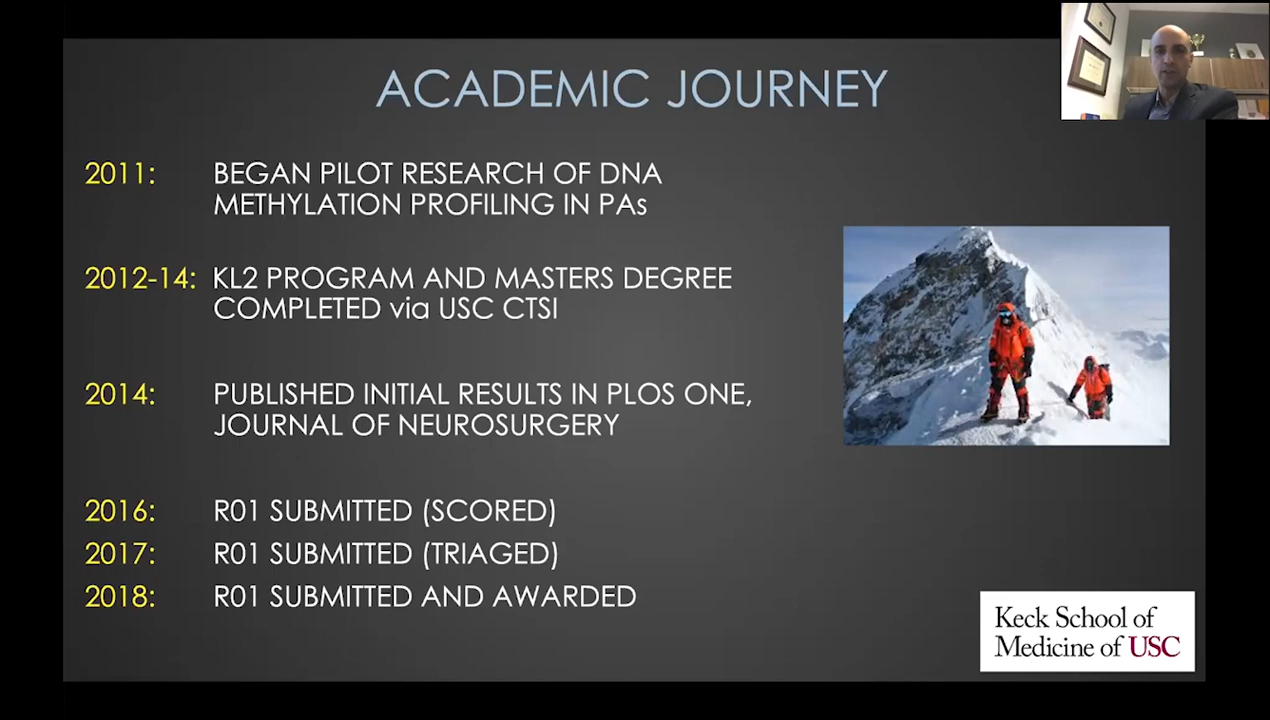 ACADEMIC JOURNEY
2011: BEGAN PILOT RESEARCH OF DNA
METHYLATION PROFILING IN PAs
2012-14: KL2 PROGRAM AND MASTERS DEGREE
COMPLETED via USC CTSI
2014: PUBLISHED INITIAL RESULTS IN PLOS ONE,
JOURNAL OF NEUROSURGERY
2016: R01 SUBMITTED (SCORED)
2017: R01 SUBMITTED (TRIAGED)
2018: R01 SUBMITTED AND AWARDED
Keck School of
Medicine of USC